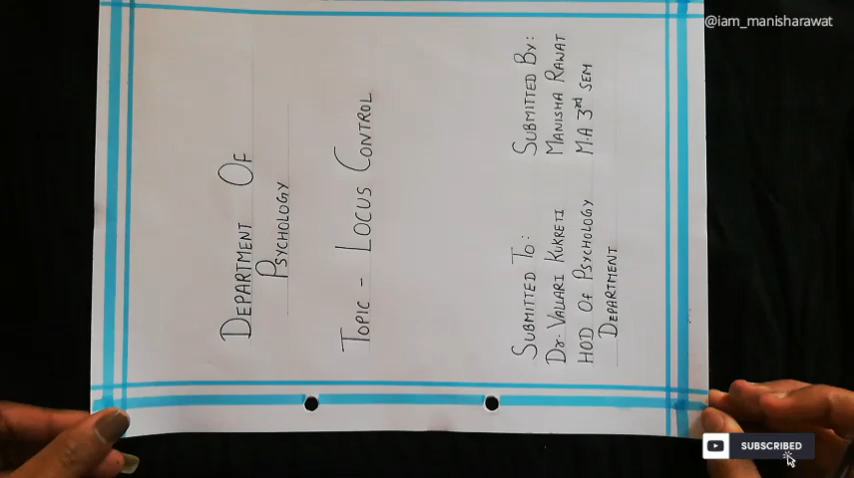 @iam_manisharawat
DEPARTMENT OF
PSYCHOLOGY
TOPIC - LOCUS CONTROL
SUBMITTED TO:
Dr. VALLARI KUKRETI
HOD OF PSYCHOLOGY
DEPARTMENT
SUBMITTED BY:
MANISHA RAWAT
M.A 3rd SEM
SUBSCRIBED